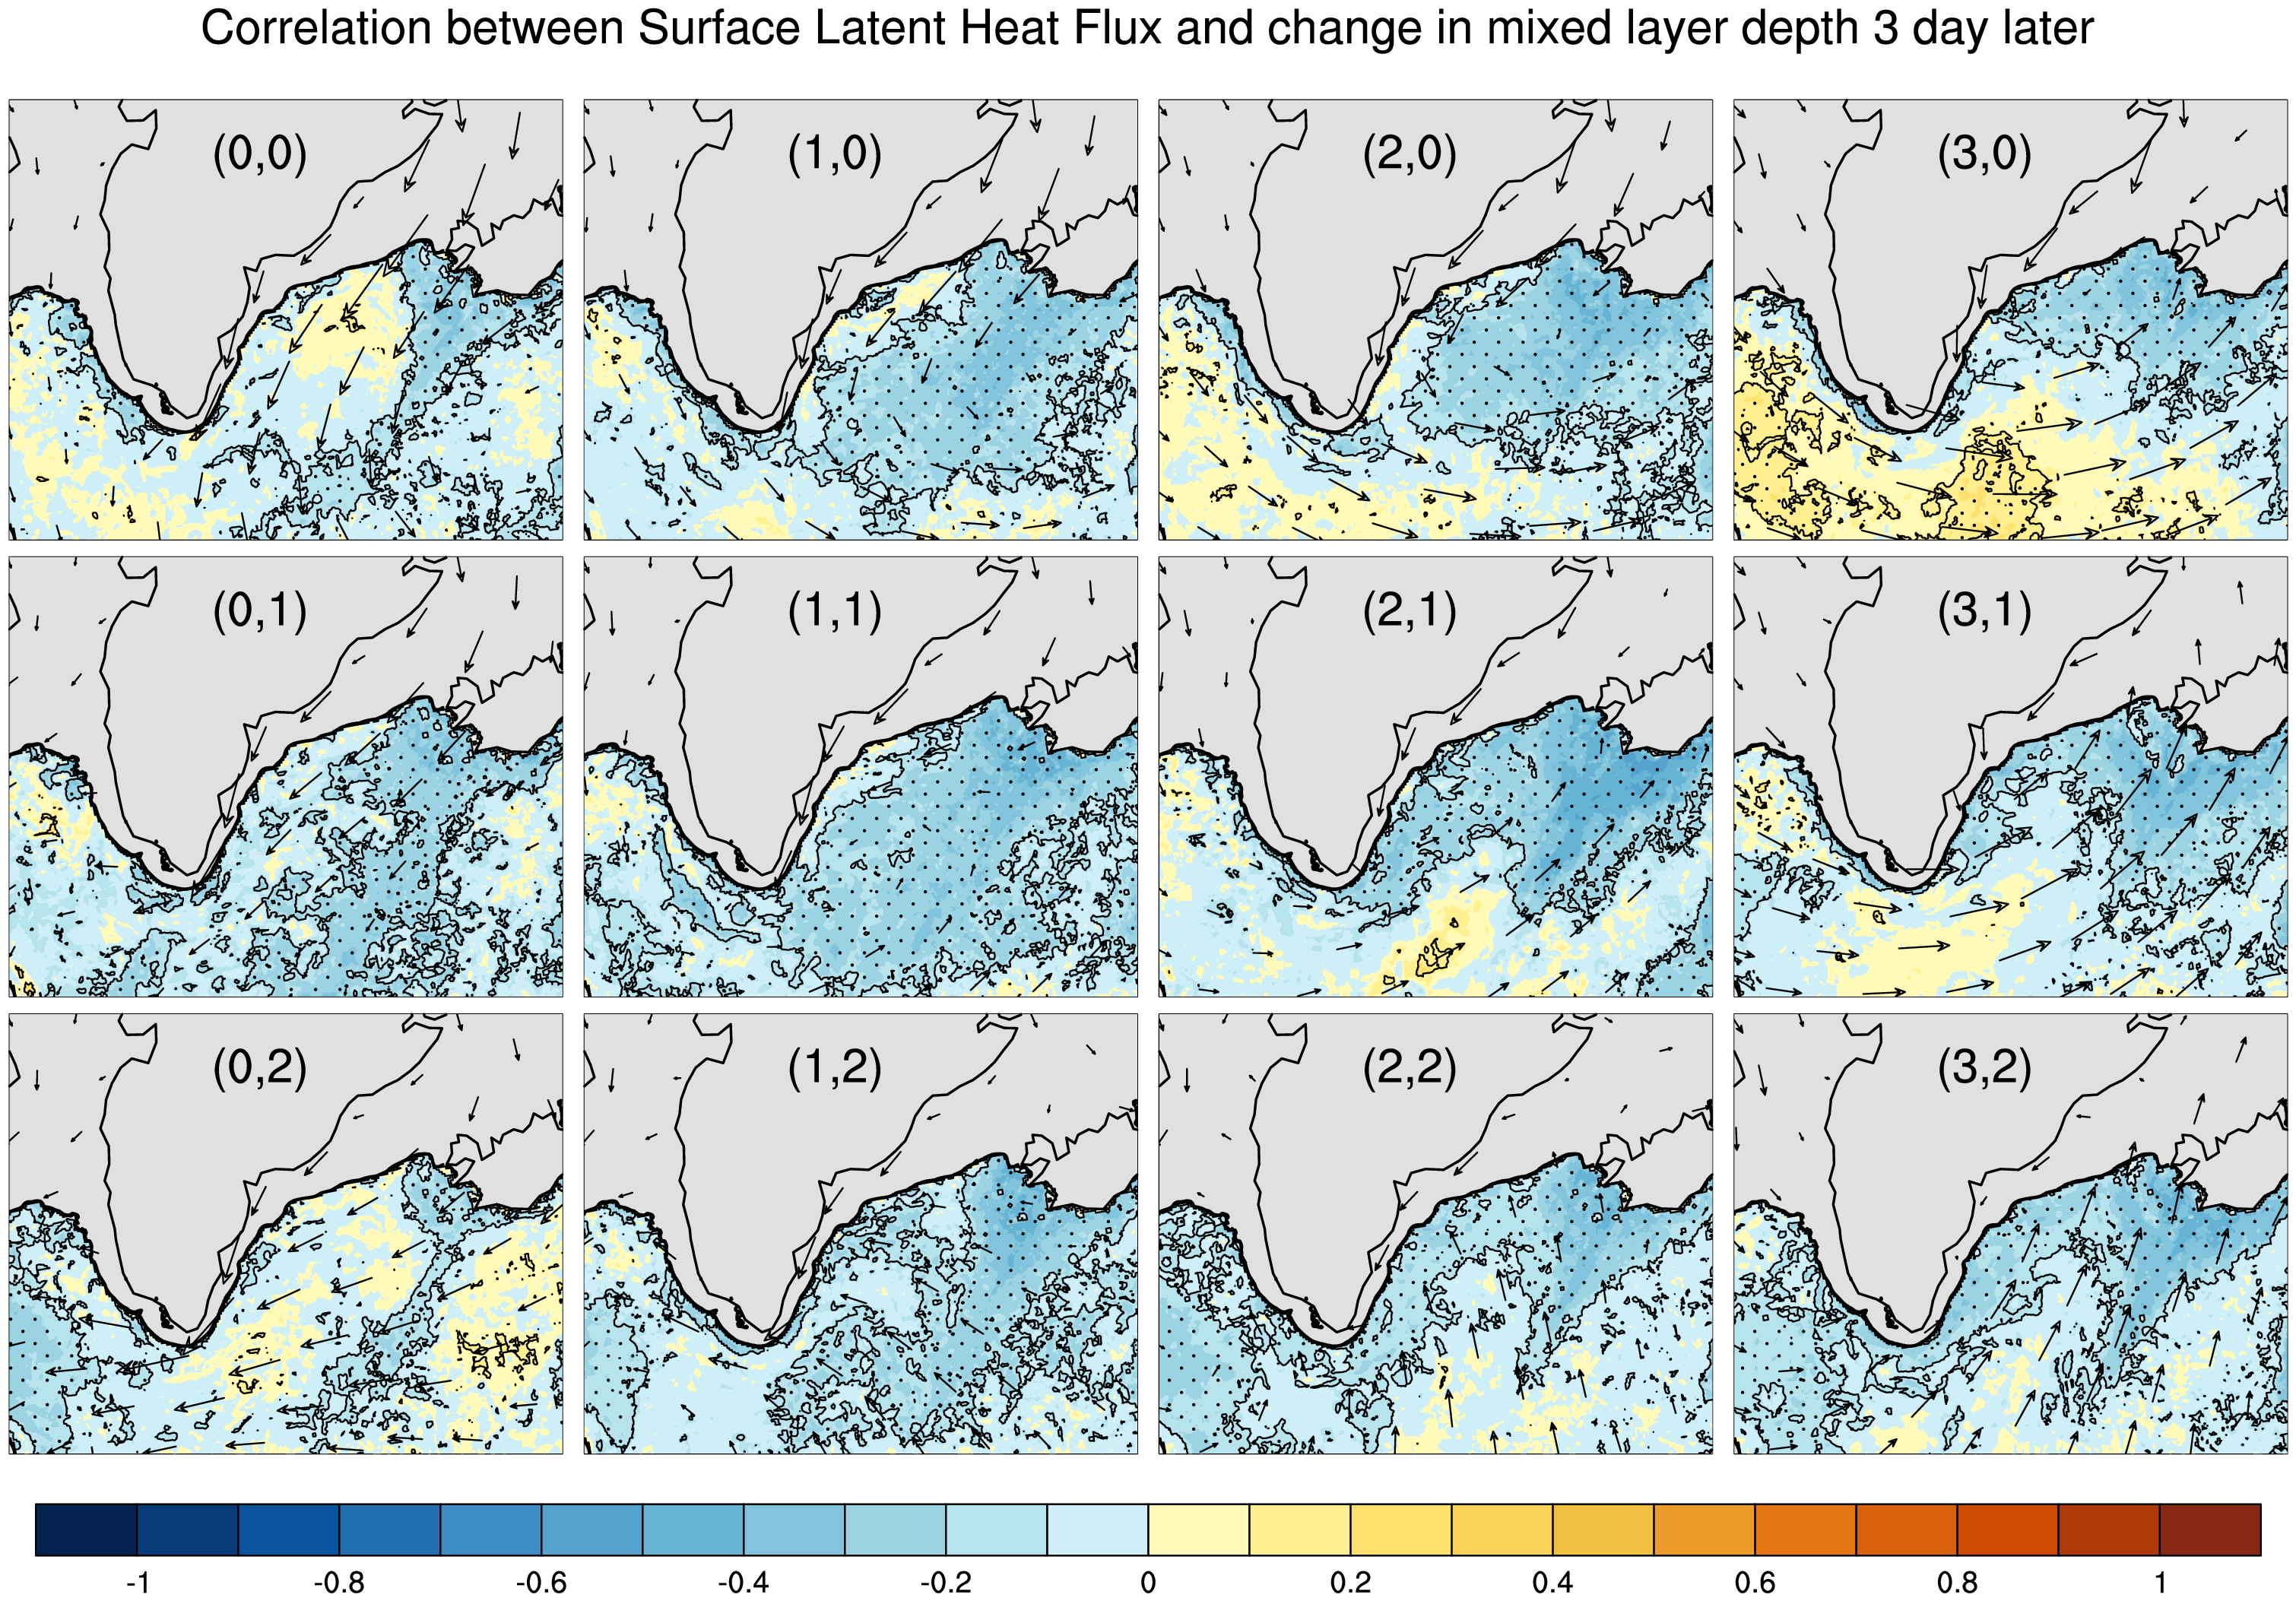 Correlation between Surface Latent Heat Flux and change in mixed layer depth 3 day later
(0,0) (1,0) (2,0) (3,0)
(0,1) (1,1) (2,1) (3,1)
(0,2) (1,2) (2,2) (3,2)
-1 -0.8 -0.6 -0.4 -0.2 0 0.2 0.4 0.6 0.8 1